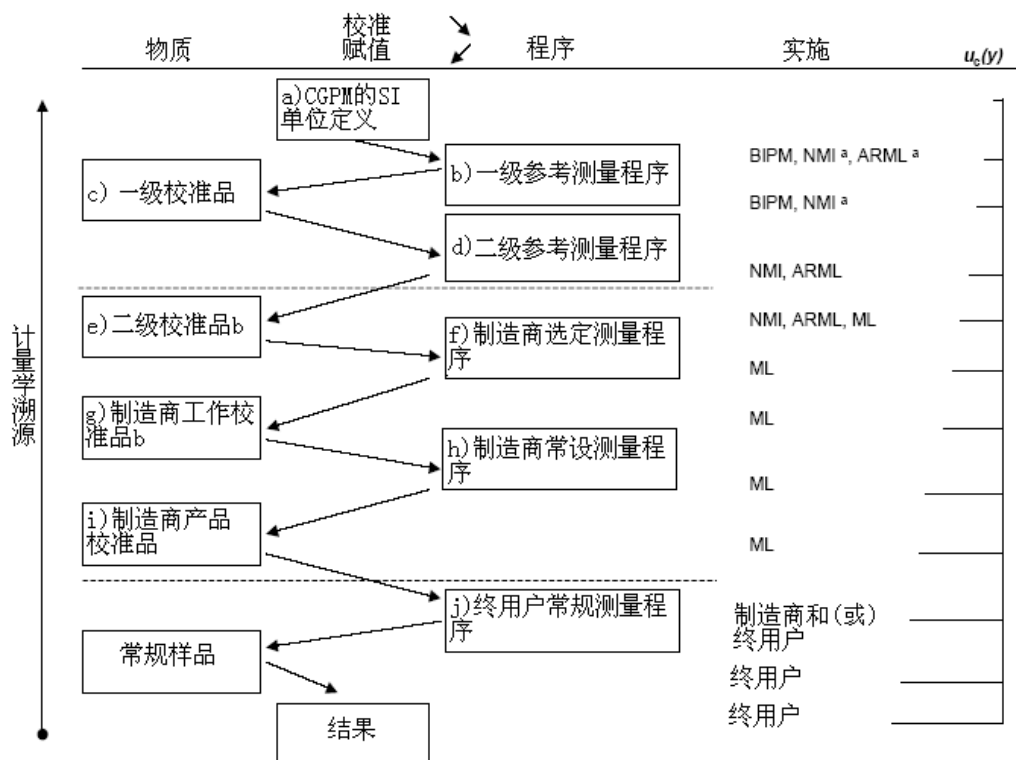 校准
赋值
物质
程序
实施
uc(y)
a)CGPM的SI
单位定义
BIPM, NMI a, ARML a
b)一级参考测量程序
c) 一级校准品
BIPM, NMI a
d)二级参考测量程序
NMI, ARML
e)二级校准品b
NMI, ARML, ML
f)制造商选定测量程
序
ML
g)制造商工作校
准品b
ML
h)制造商常设测量程
序
ML
i)制造商产品
校准品
ML
j)终用户常规测量程
序
制造商和(或)
终用户
常规样品
终用户
结果
终用户
计量学溯源